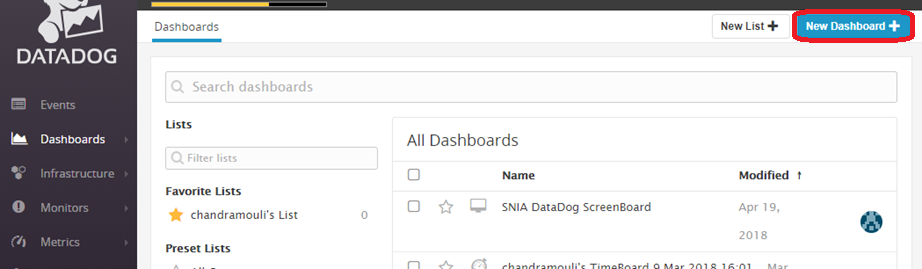 DATADOG
Events
Dashboards
Infrastructure
Monitors
Metrics
Dashboards
New List
New Dashboard
Search dashboards
Lists
Filter lists
Favorite Lists
chandramouli's List 0
Preset Lists
All Dashboards
Name Modified ↑
SNIA DataDog ScreenBoard Apr 19,
2018
chandramouli's TimeBoard 9 Mar 2018 16:01 Mar